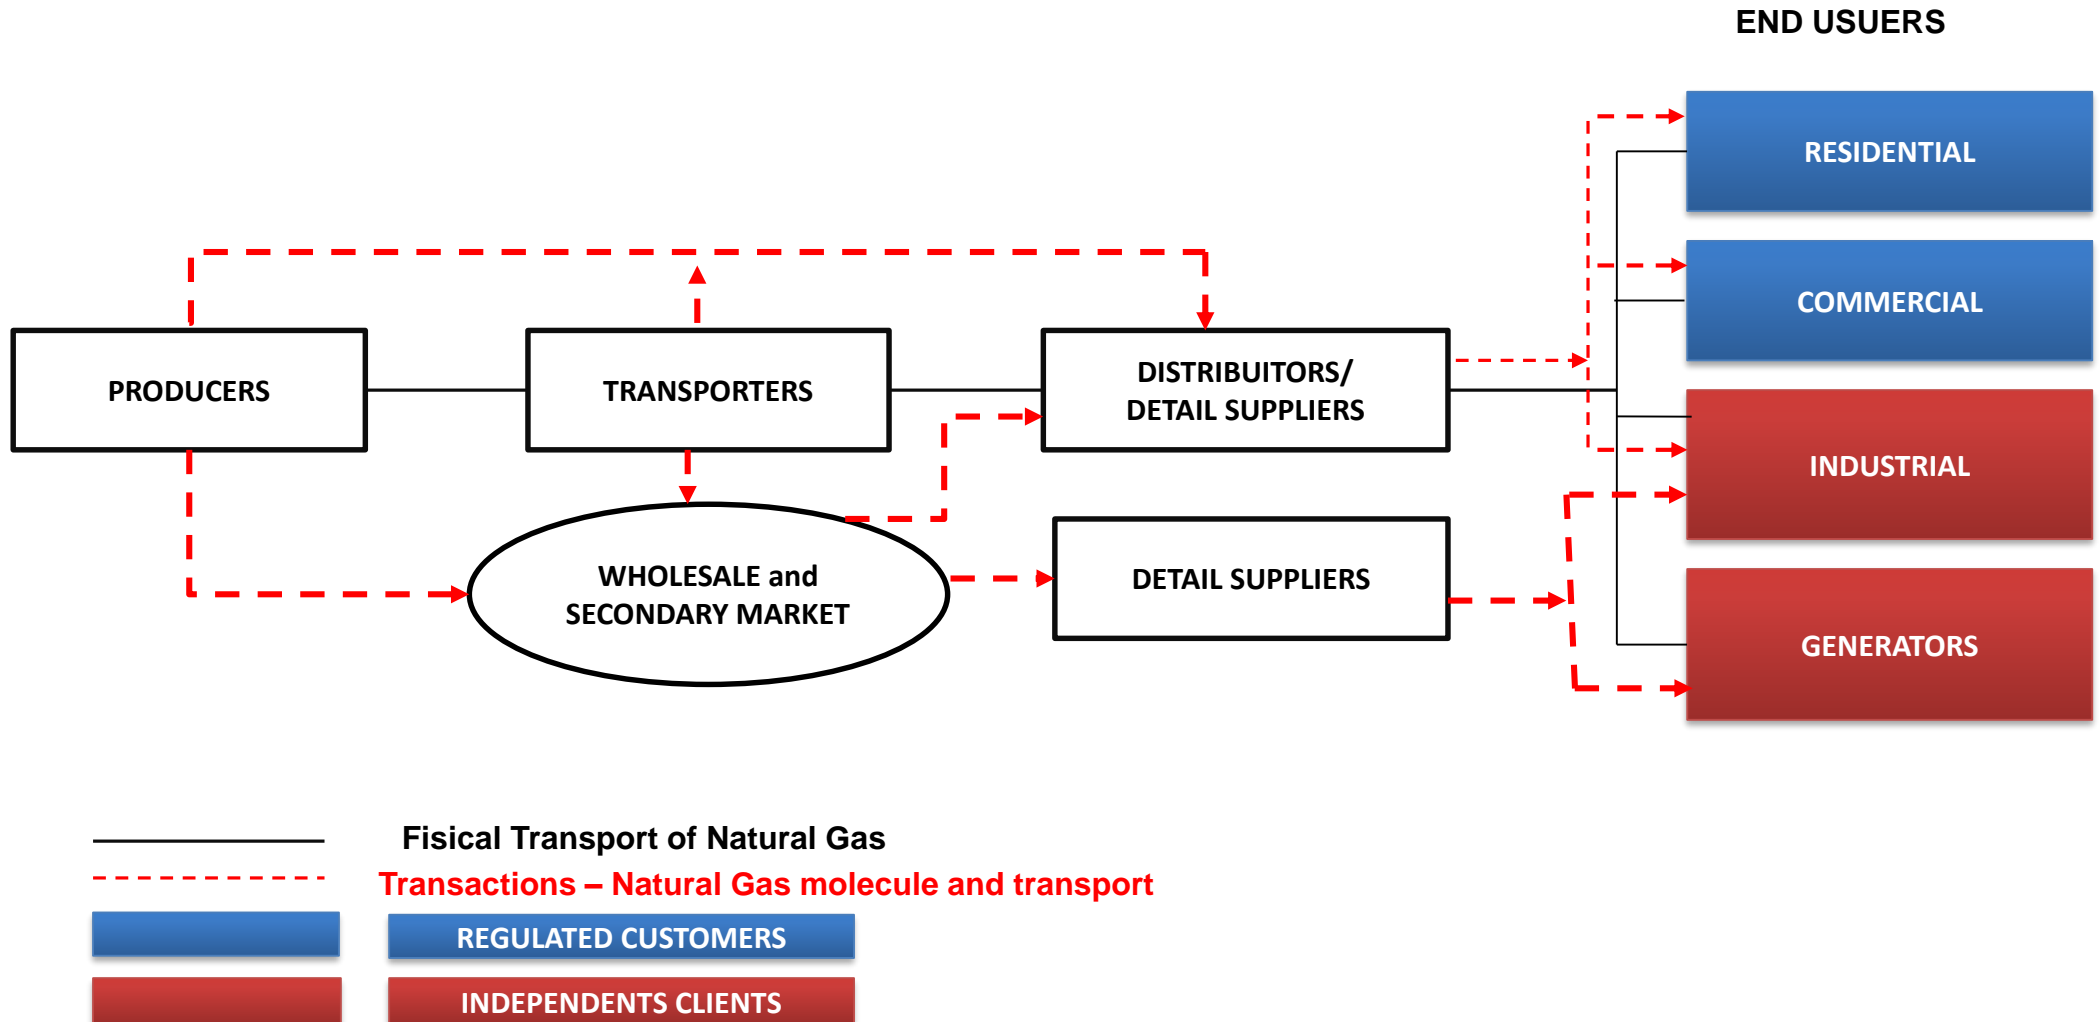 END USUERS
RESIDENTIAL
COMMERCIAL
PRODUCERS
TRANSPORTERS
DISTRIBUITORS/
DETAIL SUPPLIERS
INDUSTRIAL
WHOLESALE and
SECONDARY MARKET
DETAIL SUPPLIERS
GENERATORS
Fisical Transport of Natural Gas
Transactions – Natural Gas molecule and transport
REGULATED CUSTOMERS
INDEPENDENTS CLIENTS